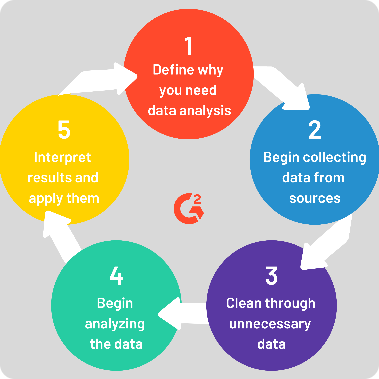 1
Define why
you need
data analysis
2
Begin collecting
data from
sources
3
Clean through
unnecessary
data
4
Begin
analyzing
the data
5
Interpret
results and
apply them
G2